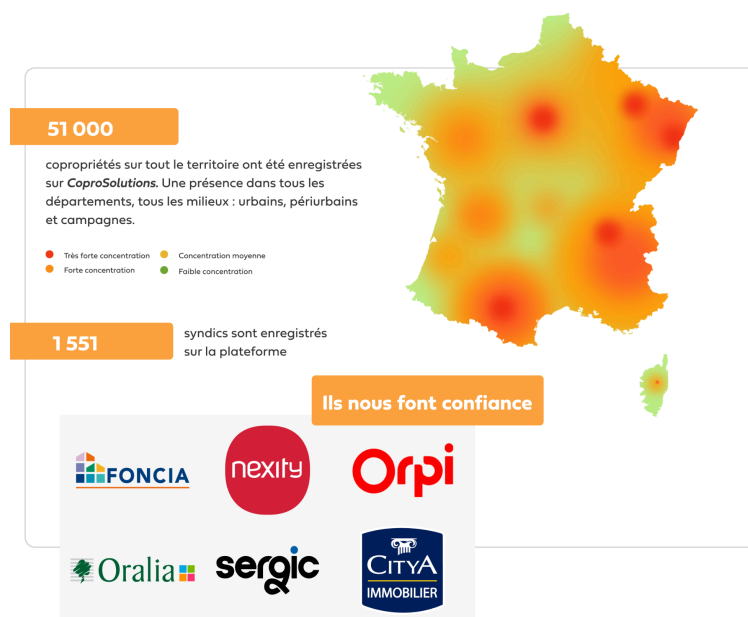 51 000
copropriétés sur tout le territoire ont été enregistrées
sur CoproSolutions. Une présence dans tous les
départements, tous les milieux : urbains, périurbains
et campagnes.
Très forte concentration
Concentration moyenne
Forte concentration
Faible concentration
1 551
syndics sont enregistrés
sur la plateforme
Ils nous font confiance
FONCIA
nexity
Orpi
Oralia
sergic
CITYA
IMMOBILIER